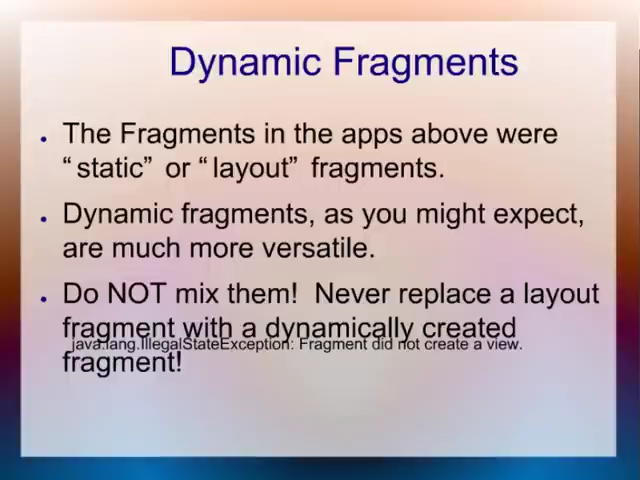 Dynamic Fragments
● The Fragments in the apps above were
“static” or “layout” fragments.
● Dynamic fragments, as you might expect,
are much more versatile.
● Do NOT mix them! Never replace a layout
fragment with a dynamically created
java.lang.IllegalStateException: Fragment did not create a view.
fragment!